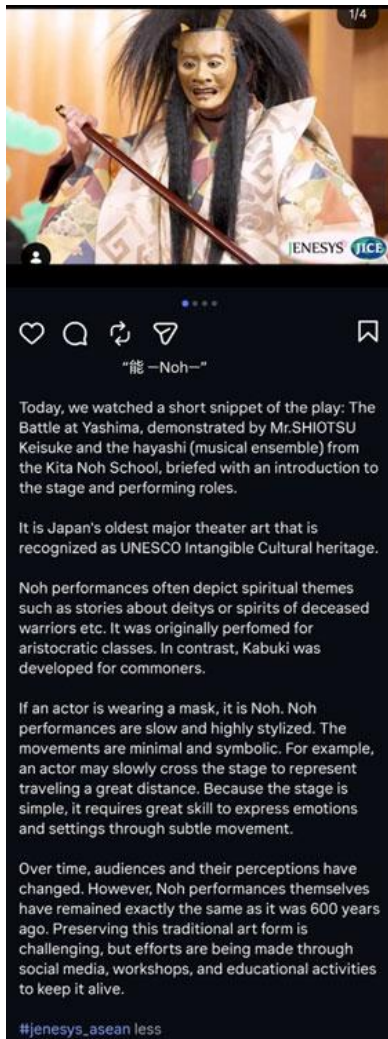 1/4
JENESYS JICE
“能 —Noh—”
Today, we watched a short snippet of the play: The
Battle at Yashima, demonstrated by Mr.SHIOTSU
Keisuke and the hayashi (musical ensemble) from
the Kita Noh School, briefed with an introduction to
the stage and performing roles.
It is Japan's oldest major theater art that is
recognized as UNESCO Intangible Cultural heritage.
Noh performances often depict spiritual themes
such as stories about deitys or spirits of deceased
warriors etc. It was originally perfomed for
aristocratic classes. In contrast, Kabuki was
developed for commoners.
If an actor is wearing a mask, it is Noh. Noh
performances are slow and highly stylized. The
movements are minimal and symbolic. For example,
an actor may slowly cross the stage to represent
traveling a great distance. Because the stage is
simple, it requires great skill to express emotions
and settings through subtle movement.
Over time, audiences and their perceptions have
changed. However, Noh performances themselves
have remained exactly the same as it was 600 years
ago. Preserving this traditional art form is
challenging, but efforts are being made through
social media, workshops, and educational activities
to keep it alive.
#jenesys_asean less